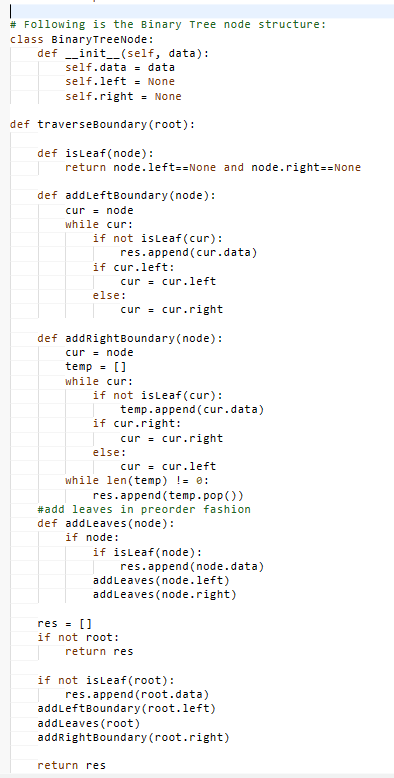 # Following is the Binary Tree node structure:
class BinaryTreeNode:
    def __init__(self, data):
        self.data = data
        self.left = None
        self.right = None

def traverseBoundary(root):

    def isLeaf(node):
        return node.left==None and node.right==None

    def addLeftBoundary(node):
        cur = node
        while cur:
            if not isLeaf(cur):
                res.append(cur.data)
            if cur.left:
                cur = cur.left
            else:
                cur = cur.right

    def addRightBoundary(node):
        cur = node
        temp = []
        while cur:
            if not isLeaf(cur):
                temp.append(cur.data)
            if cur.right:
                cur = cur.right
            else:
                cur = cur.left
        while len(temp) != 0:
            res.append(temp.pop())
    #add leaves in preorder fashion
    def addLeaves(node):
        if node:
            if isLeaf(node):
                res.append(node.data)
            addLeaves(node.left)
            addLeaves(node.right)

    res = []
    if not root:
        return res

    if not isLeaf(root):
        res.append(root.data)
    addLeftBoundary(root.left)
    addLeaves(root)
    addRightBoundary(root.right)

    return res